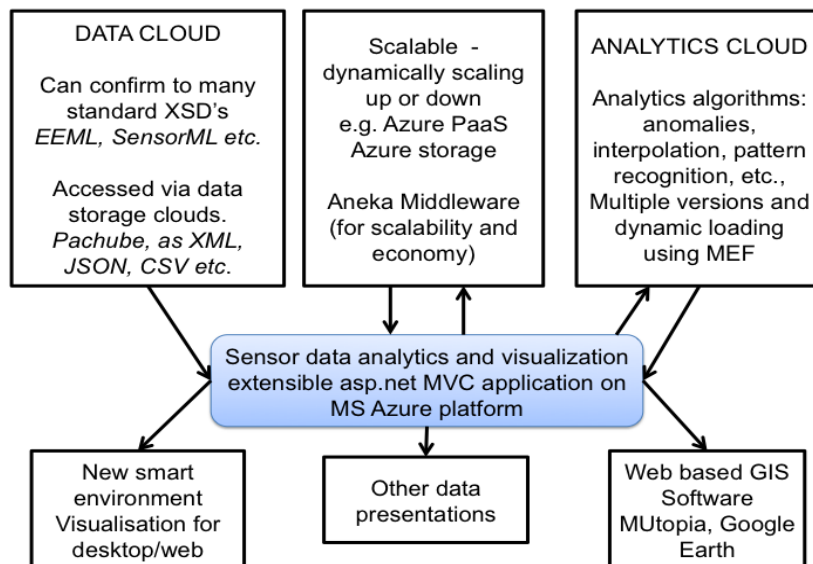 DATA CLOUD
Can confirm to many
standard XSD's
EEML, SensorML etc.
Accessed via data
storage clouds.
Pachube, as XML,
JSON, CSV etc.
Scalable -
dynamically scaling
up or down
e.g. Azure PaaS
Azure storage
Aneka Middleware
(for scalability and
economy)
ANALYTICS CLOUD
Analytics algorithms:
anomalies,
interpolation, pattern
recognition, etc.,
Multiple versions and
dynamic loading
using MEF
Sensor data analytics and visualization
extensible asp.net MVC application on
MS Azure platform
New smart
environment
Visualisation for
desktop/web
Other data
presentations
Web based GIS
Software
MUtopia, Google
Earth